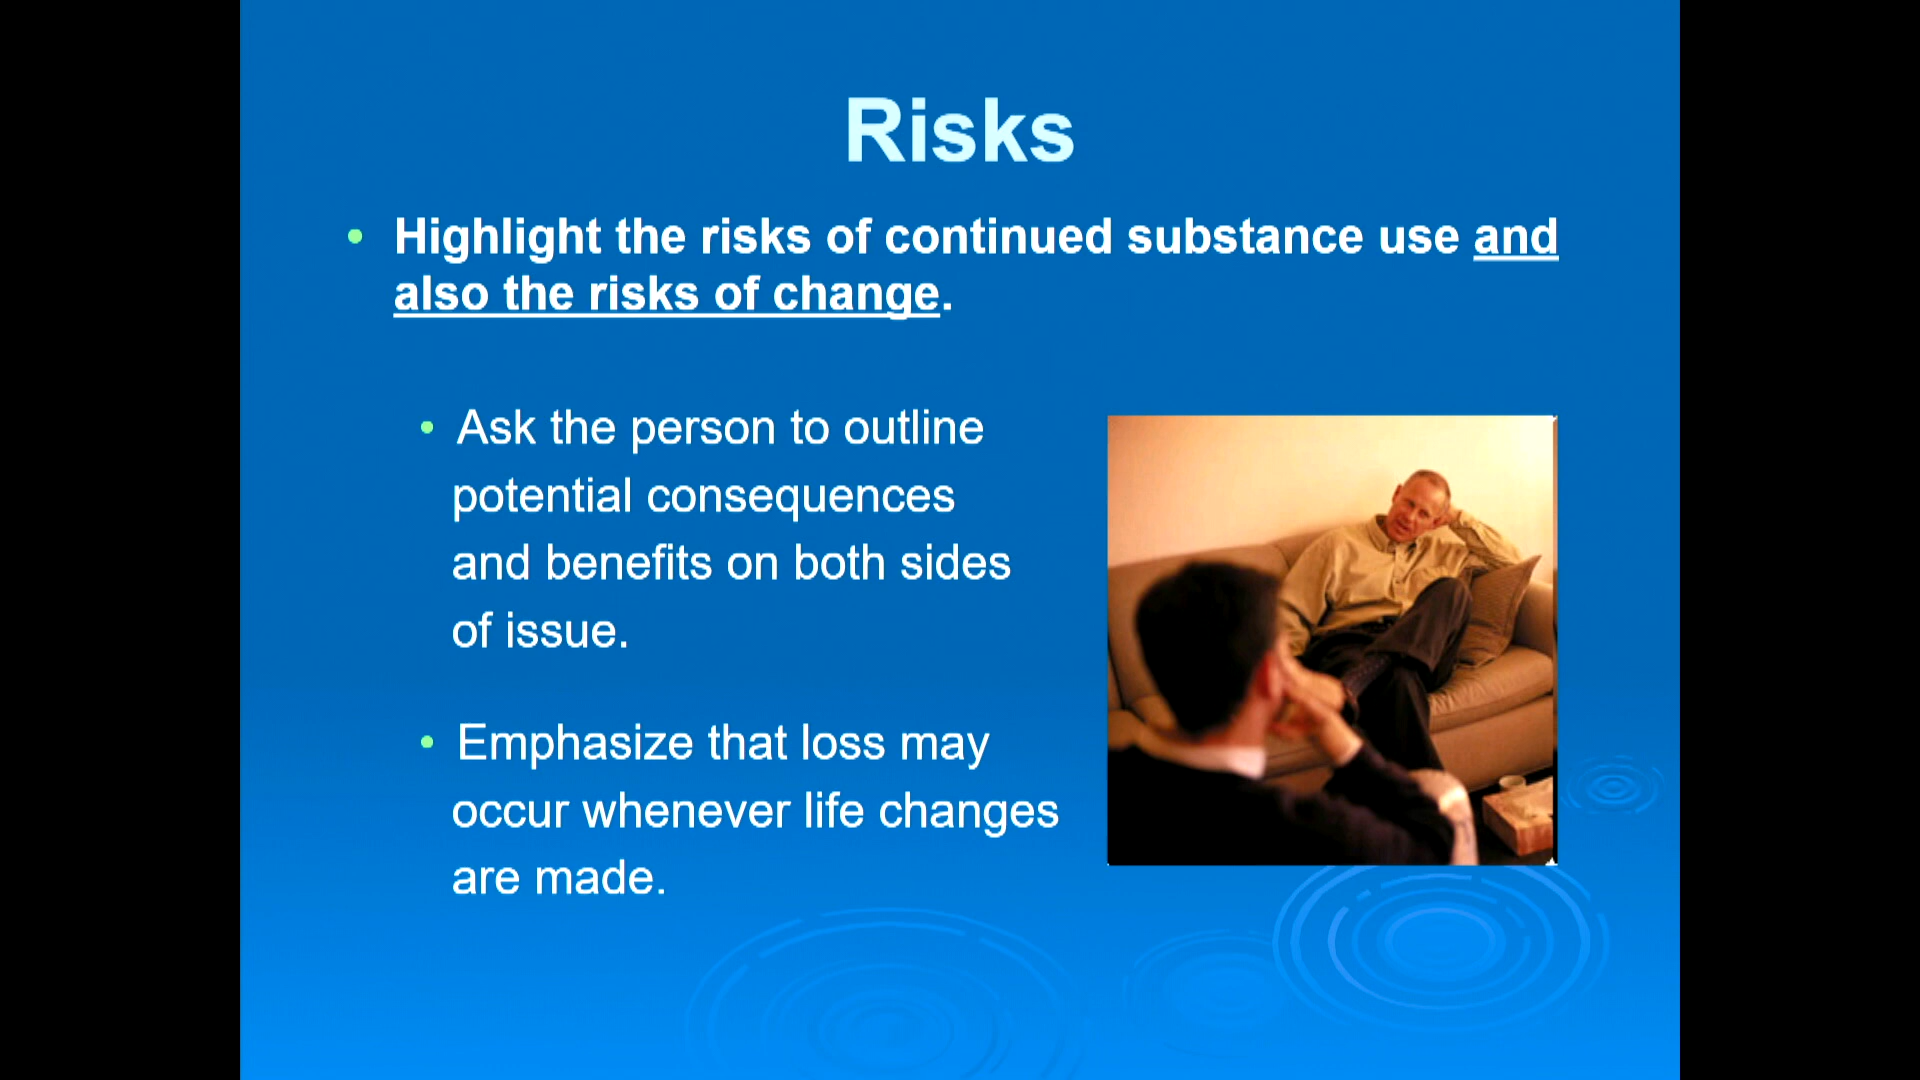 Risks
• Highlight the risks of continued substance use and
also the risks of change.
• Ask the person to outline
potential consequences
and benefits on both sides
of issue.
• Emphasize that loss may
occur whenever life changes
are made.